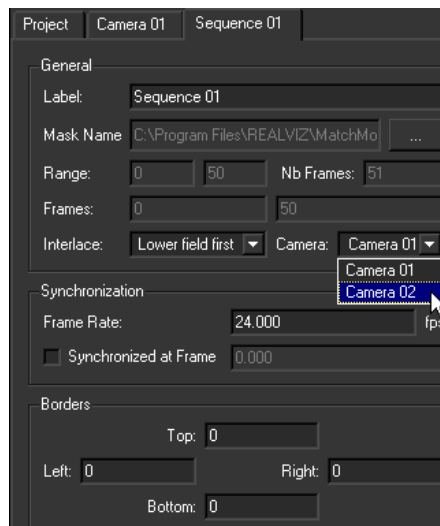 Project Camera 01 Sequence 01
General
Label: Sequence 01
Mask Name C:\Program Files\REALVIZ\MatchMo ...
Range: 0 50 Nb Frames: 51
Frames: 0 50
Interlace: Lower field first Camera: Camera 01
Camera 01
Camera 02
Synchronization
Frame Rate: 24.000 fps
Synchronized at Frame 0.000
Borders
Top: 0
Left: 0 Right: 0
Bottom: 0